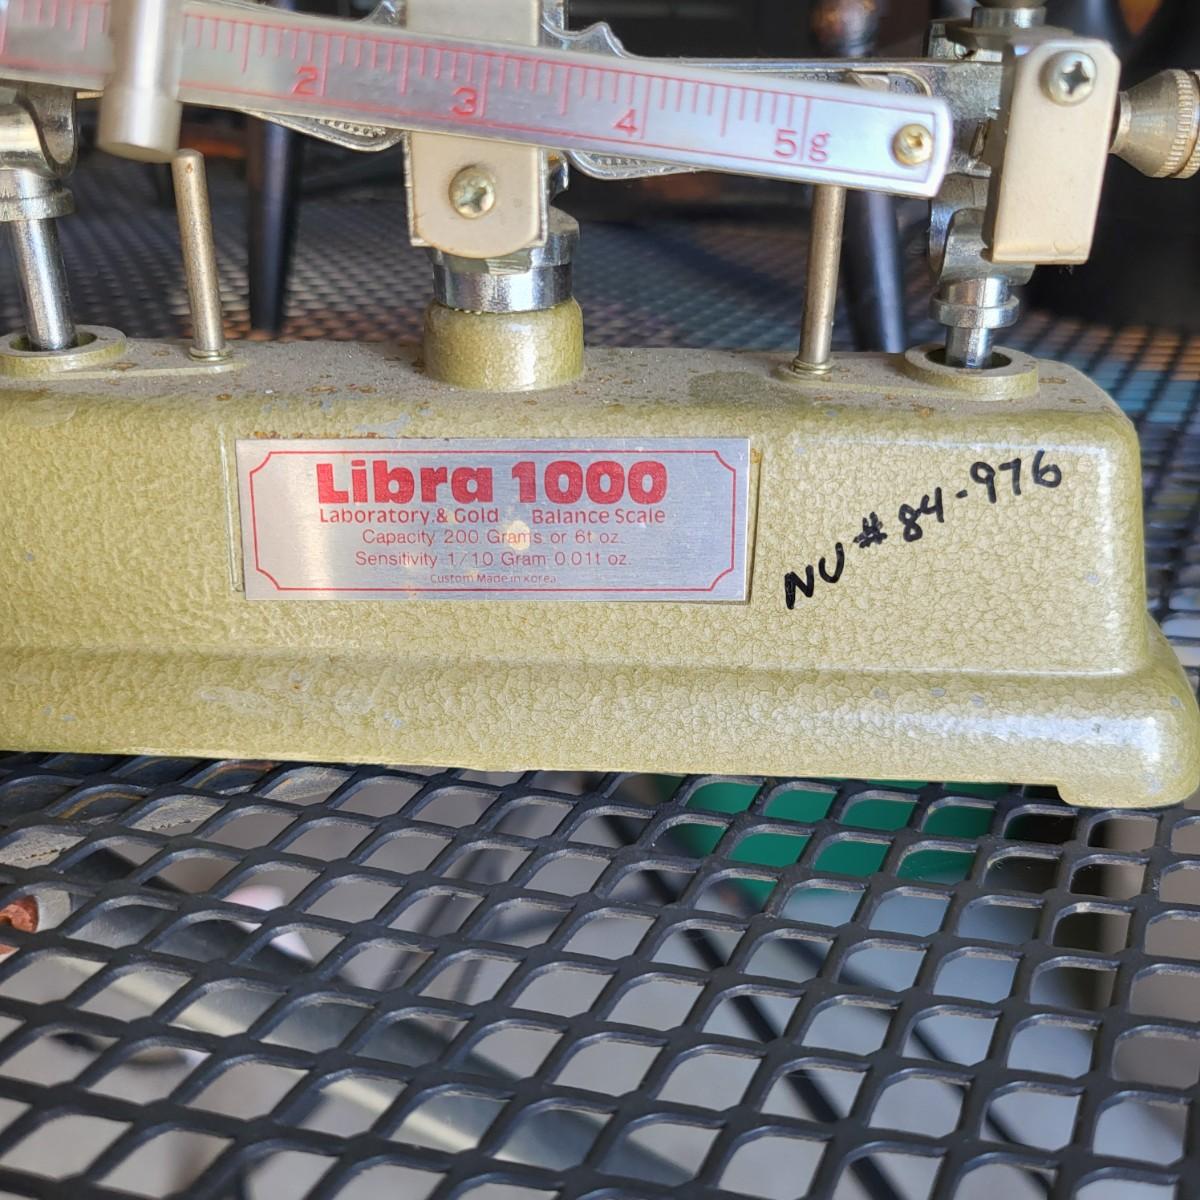 2 3 4 5g
Libra 1000
Laboratory & Gold Balance Scale
Capacity 200 Grams or 6t oz.
Sensitivity 1/10 Gram 0.01t oz.
Custom Made in Korea
NU # 84-976